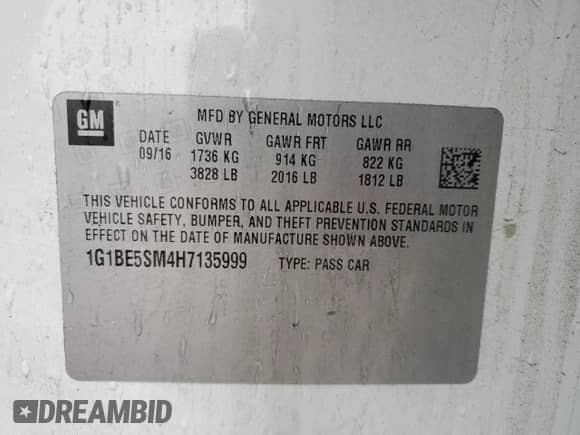 GM
MFD BY GENERAL MOTORS LLC
DATE GVWR GAWR FRT GAWR RR
09/16 1736 KG 914 KG 822 KG
3828 LB 2016 LB 1812 LB
THIS VEHICLE CONFORMS TO ALL APPLICABLE U.S. FEDERAL MOTOR
VEHICLE SAFETY, BUMPER, AND THEFT PREVENTION STANDARDS IN
EFFECT ON THE DATE OF MANUFACTURE SHOWN ABOVE.
1G1BE5SM4H7135999 TYPE: PASS CAR
DREAMBID